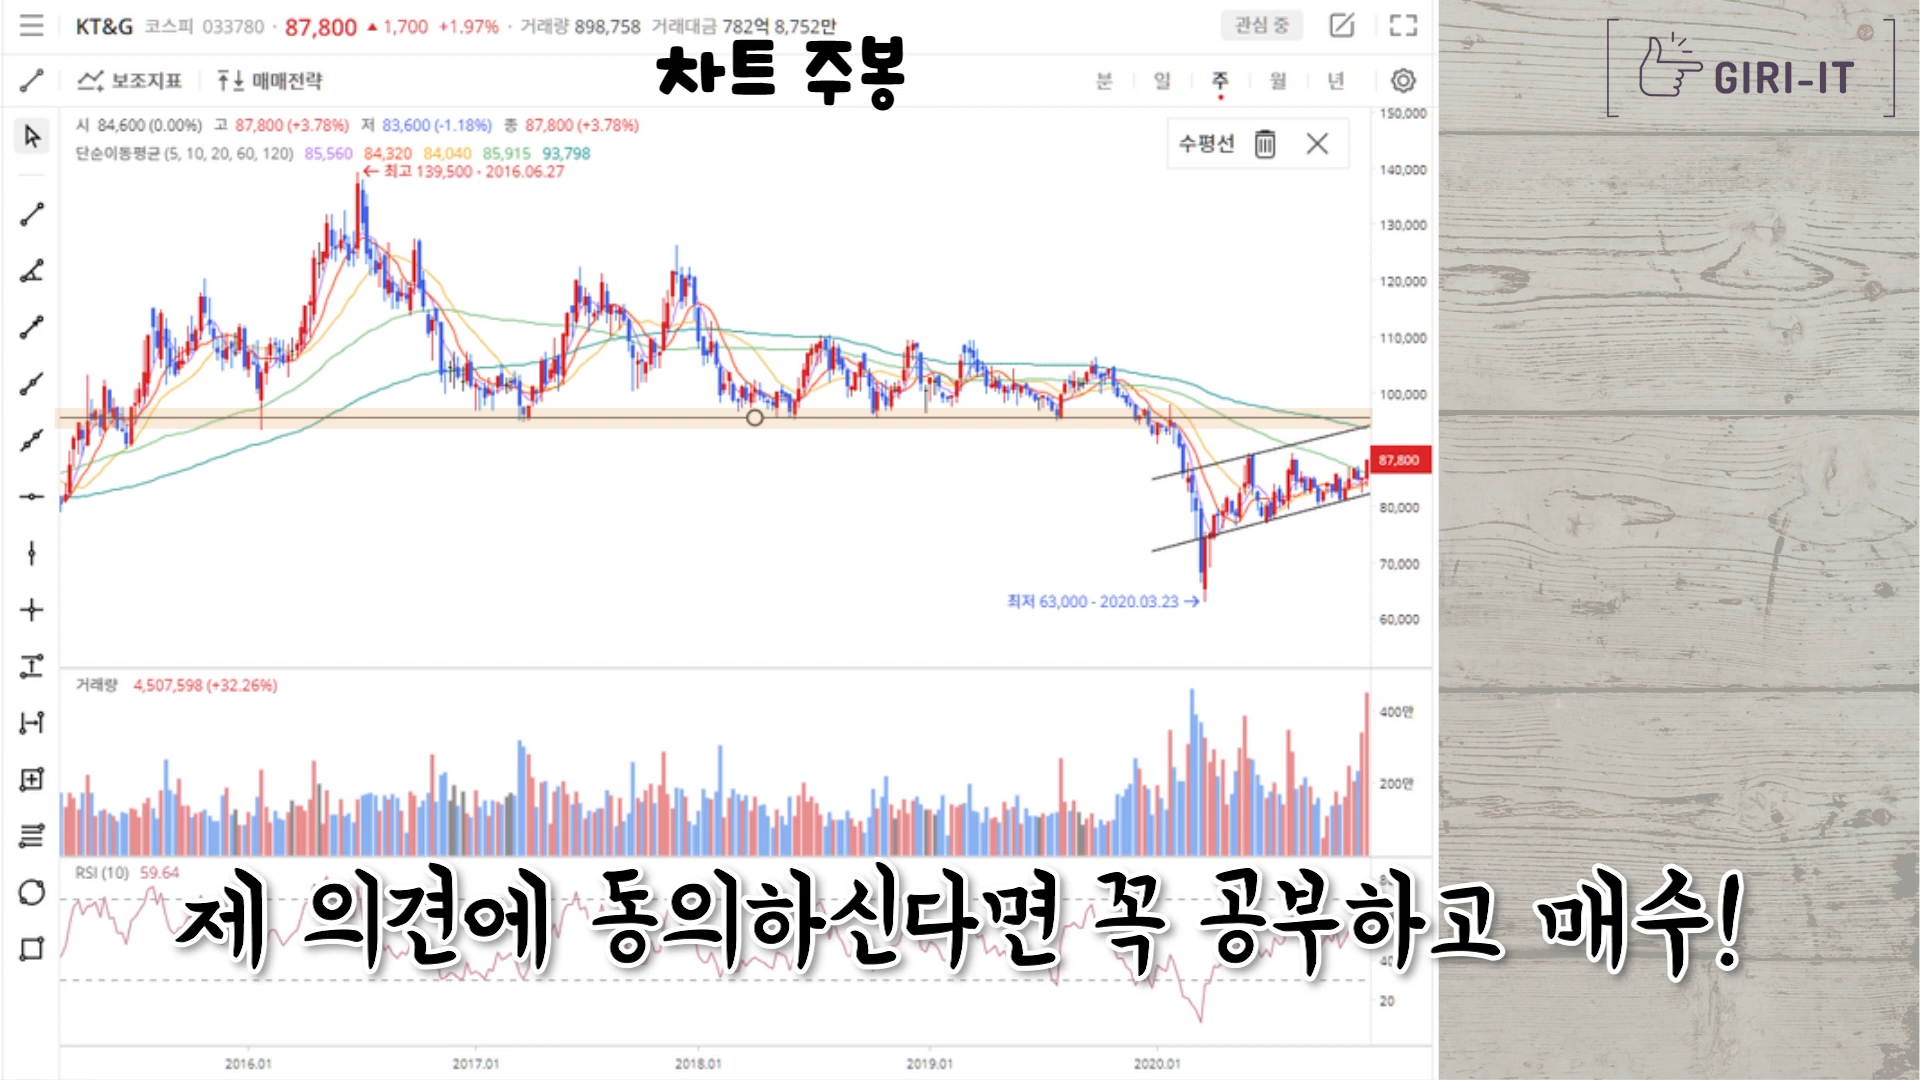 KT&G 코스피 033780 · 87,800 ▲ 1,700 +1.97% · 거래량 898,758 거래대금 782억 8,752만
관심 중
차트 주봉
GIRI-IT
보조지표 매매전략
분 일 주 월 년
시 84,600 (0.00%) 고 87,800 (+3.78%) 저 83,600 (-1.18%) 종 87,800 (+3.78%)
단순이동평균 (5, 10, 20, 60, 120) 85,560 84,320 84,040 85,915 93,798
← 최고 139,500 - 2016.06.27
수평선
150,000
140,000
130,000
120,000
110,000
100,000
87,800
80,000
70,000
60,000
최저 63,000 - 2020.03.23 →
거래량 4,507,598 (+32.26%)
400만
200만
RSI (10) 59.64
제 의견에 동의하신다면 꼭 공부하고 매수!
20
2016.01 2017.01 2018.01 2019.01 2020.01